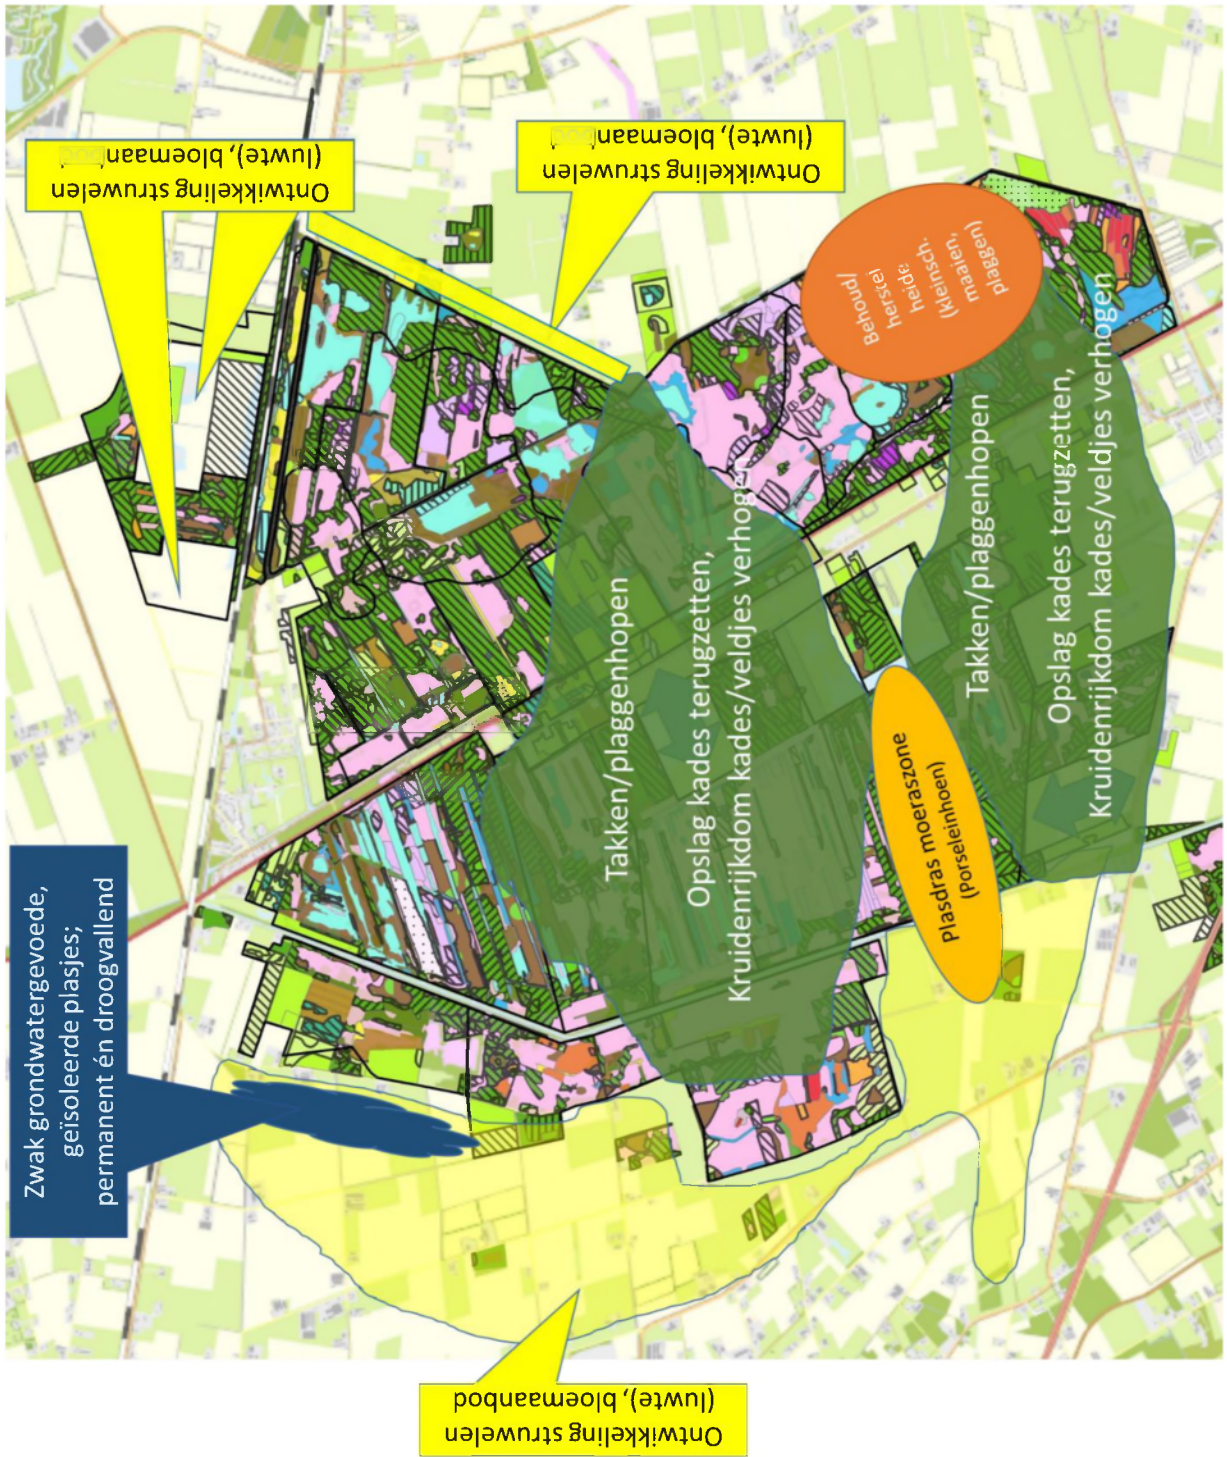 Zwak grondwatergevoede,
geïsoleerde plasjes;
permanent én droogvallend
Ontwikkeling struwelen
(luwte), bloemaan
Ontwikkeling struwelen
(luwte), bloemaan
Behoud/
herstel
heide
(kleinsch.
maaien,
plaggen)
Takken/plaggenhopen
Opslag kades terugzetten,
Kruidenrijkdom kades/veldjes verhogen
Takken/plaggenhopen
Opslag kades terugzetten,
Kruidenrijkdom kades/veldjes verhogen
Plasdras moeraszone
(Porseleinhoen)
Ontwikkeling struwelen
(luwte), bloemaanbod